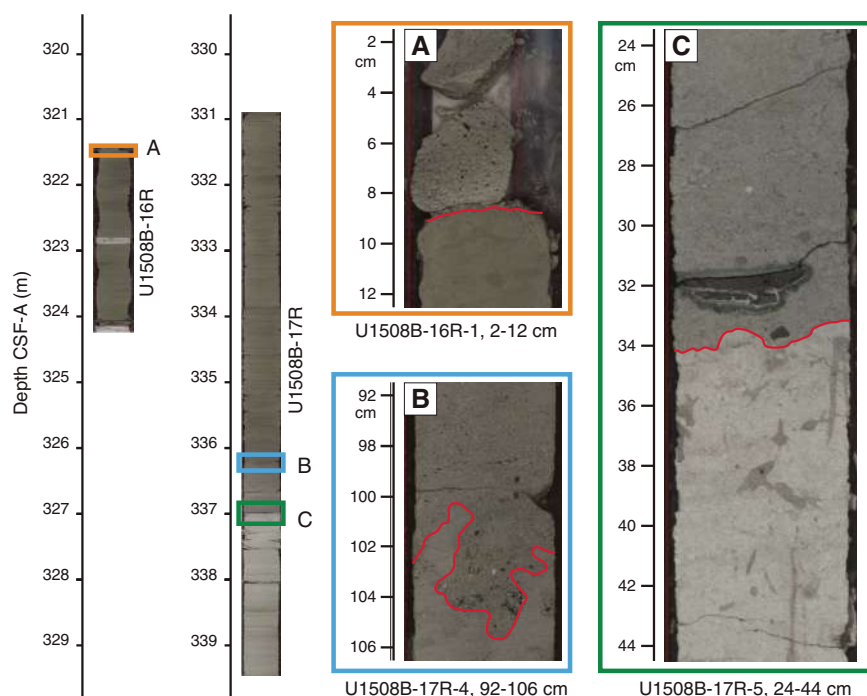 Depth CSF-A (m)
320
321
322
323
324
325
326
327
328
329
U1508B-16R
A
330
331
332
333
334
335
336
337
338
339
U1508B-17R
B
C
A
2
cm
4
6
8
10
12
U1508B-16R-1, 2-12 cm
B
92
cm
98
100
102
104
106
U1508B-17R-4, 92-106 cm
C
24
cm
26
28
30
32
34
36
38
40
42
44
U1508B-17R-5, 24-44 cm